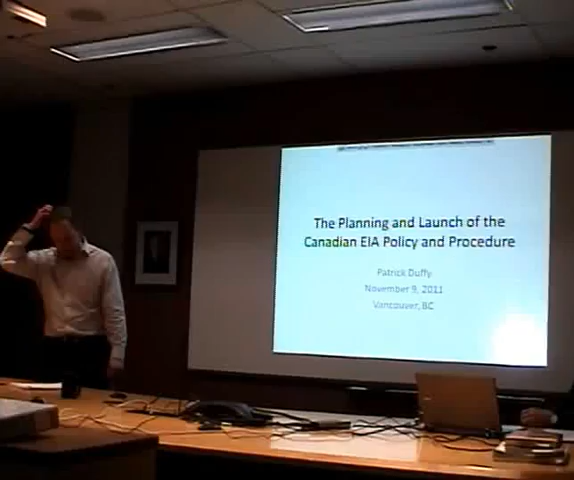 The Planning and Launch of the
Canadian EIA Policy and Procedure
Patrick Duffy
November 9, 2011
Vancouver, BC